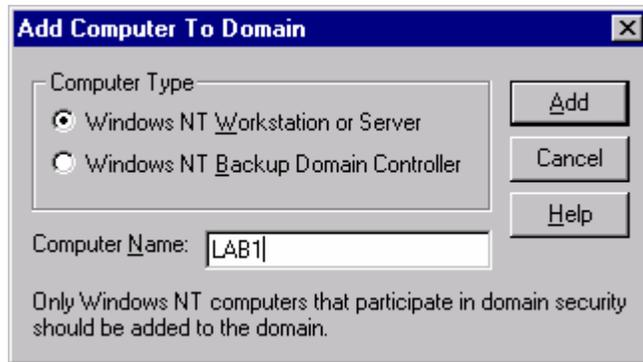 Add Computer To Domain
Computer Type
Windows NT Workstation or Server
Add
Windows NT Backup Domain Controller
Cancel
Help
Computer Name: LAB1
Only Windows NT computers that participate in domain security
should be added to the domain.